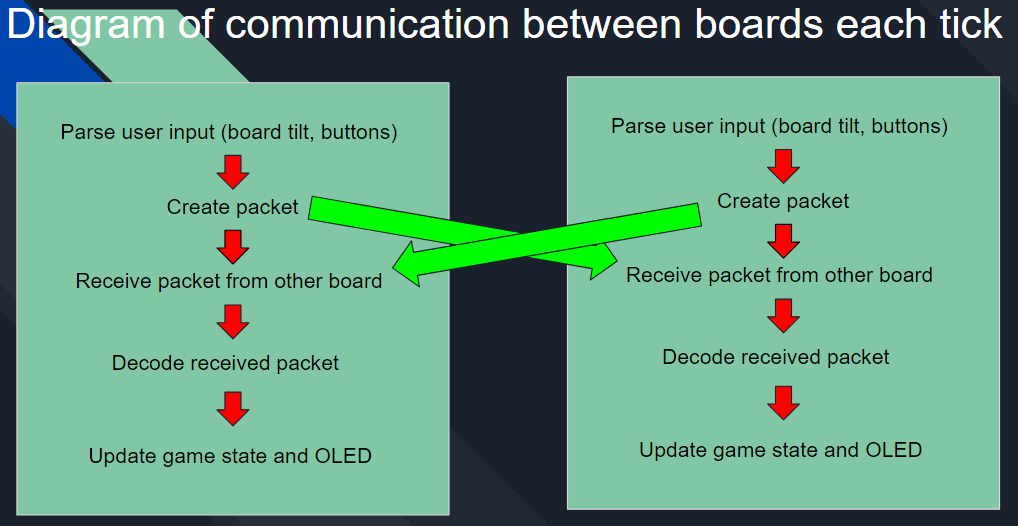 Diagram of communication between boards each tick
Parse user input (board tilt, buttons)
Create packet
Receive packet from other board
Decode received packet
Update game state and OLED
Parse user input (board tilt, buttons)
Create packet
Receive packet from other board
Decode received packet
Update game state and OLED